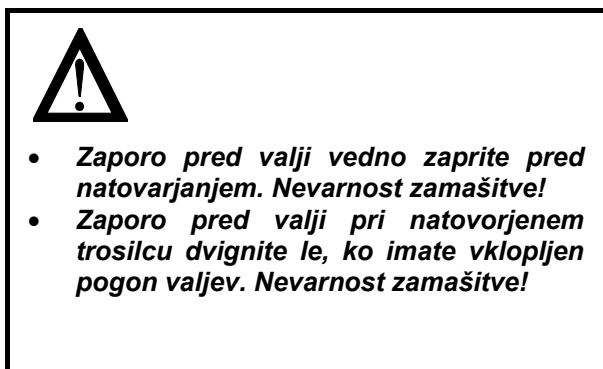 • Zaporo pred valji vedno zaprite pred
natovarjanjem. Nevarnost zamašitve!
• Zaporo pred valji pri natovorjenem
trosilcu dvignite le, ko imate vklopljen
pogon valjev. Nevarnost zamašitve!